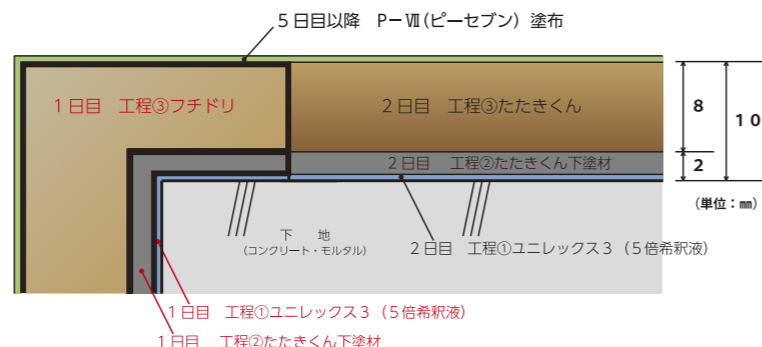 5日目以降 P-Ⅶ(ピーセブン) 塗布
1日目 工程③フチドリ
2日目 工程③たたきくん
8
10
2日目 工程②たたきくん下塗材
2
(単位:㎜)
下 地
(コンクリート・モルタル)
2日目 工程①ユニレックス3(5倍希釈液)
1日目 工程①ユニレックス3(5倍希釈液)
1日目 工程②たたきくん下塗材